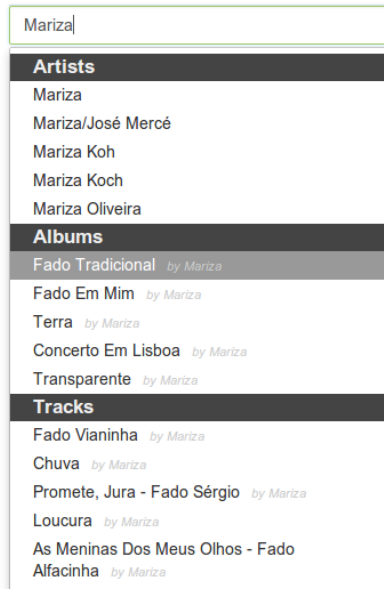 Mariza
Artists
Mariza
Mariza/José Mercé
Mariza Koh
Mariza Koch
Mariza Oliveira
Albums
Fado Tradicional by Mariza
Fado Em Mim by Mariza
Terra by Mariza
Concerto Em Lisboa by Mariza
Transparente by Mariza
Tracks
Fado Vianinha by Mariza
Chuva by Mariza
Promete, Jura - Fado Sérgio by Mariza
Loucura by Mariza
As Meninas Dos Meus Olhos - Fado
Alfacinha by Mariza